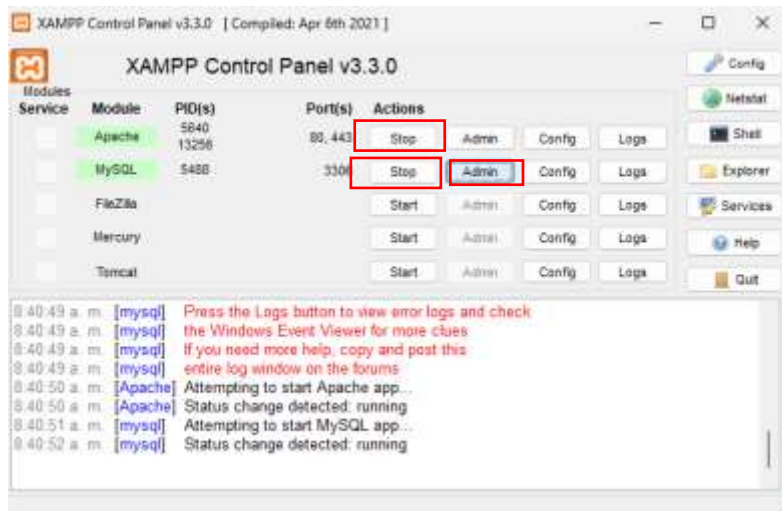 XAMPP Control Panel v3.3.0 [ Compiled: Apr 6th 2021 ]
XAMPP Control Panel v3.3.0
Config
Modules
Service Module PID(s) Port(s) Actions
Netstat
Apache 5640 13256 80, 443 Stop Admin Config Logs
Shell
MySQL 5488 3306 Stop Admin Config Logs
Explorer
FileZilla Start Admin Config Logs
Services
Mercury Start Admin Config Logs
Help
Tomcat Start Admin Config Logs
Quit
8:40:49 a. m. [mysql] Press the Logs button to view error logs and check
8:40:49 a. m. [mysql] the Windows Event Viewer for more clues
8:40:49 a. m. [mysql] If you need more help, copy and post this
8:40:49 a. m. [mysql] entire log window on the forums
8:40:50 a. m. [Apache] Attempting to start Apache app...
8:40:50 a. m. [Apache] Status change detected: running
8:40:51 a. m. [mysql] Attempting to start MySQL app...
8:40:52 a. m. [mysql] Status change detected: running